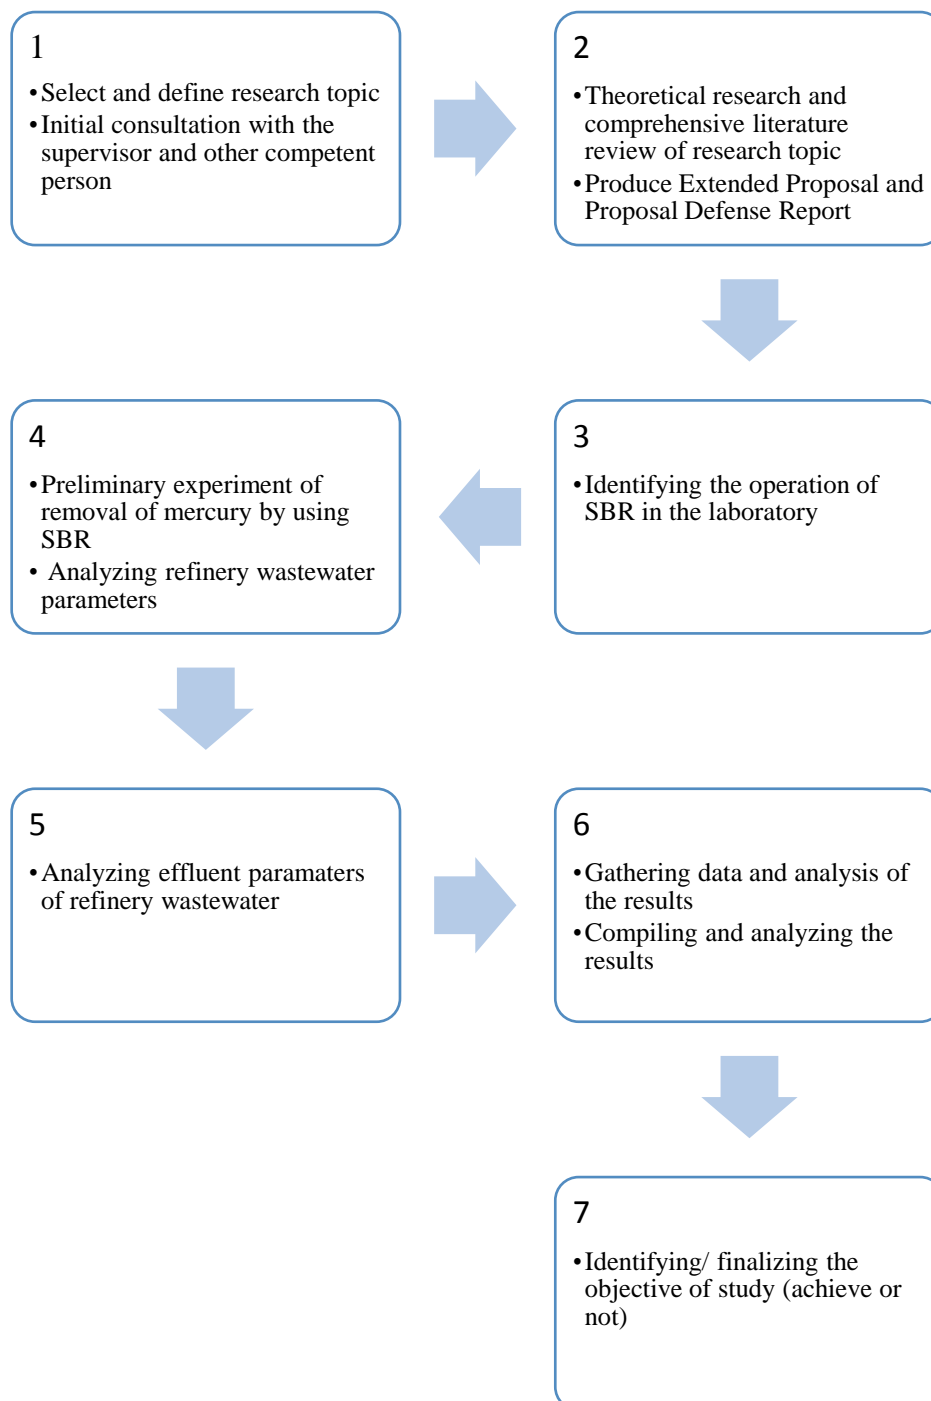 1
•Select and define research topic
•Initial consultation with the
supervisor and other competent
person
2
•Theoretical research and
comprehensive literature
review of research topic
•Produce Extended Proposal and
Proposal Defense Report
3
•Identifying the operation of
SBR in the laboratory
4
•Preliminary experiment of
removal of mercury by using
SBR
• Analyzing refinery wastewater
parameters
5
•Analyzing effluent paramaters
of refinery wastewater
6
•Gathering data and analysis of
the results
•Compiling and analyzing the
results
7
•Identifying/ finalizing the
objective of study (achieve or
not)